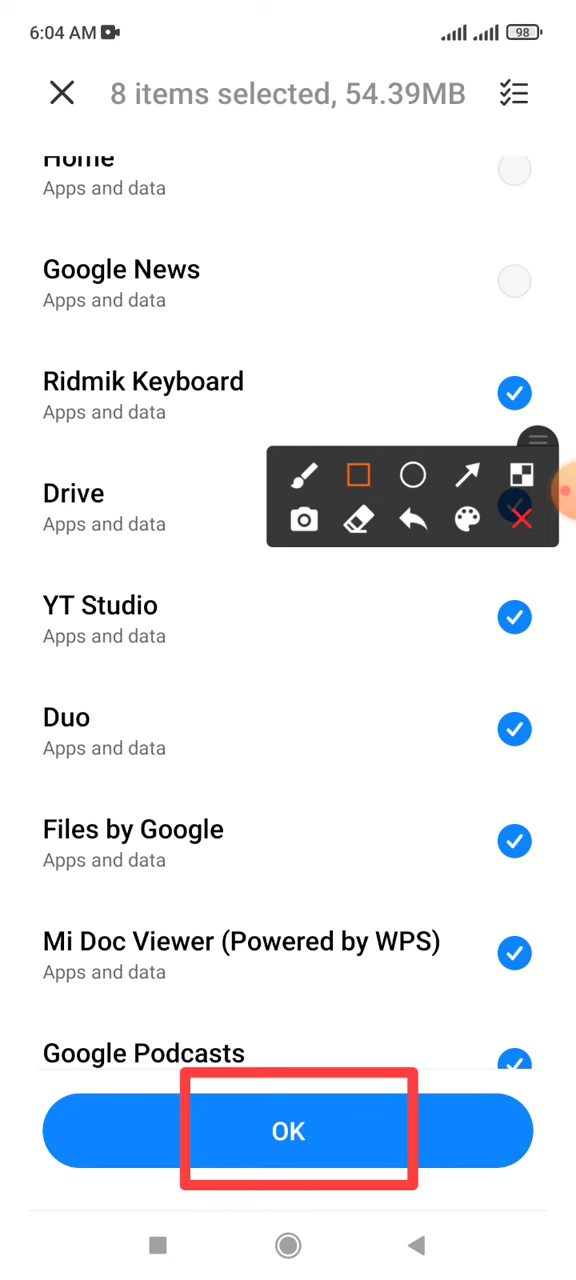 6:04 AM
98
8 items selected, 54.39MB
Home
Apps and data
Google News
Apps and data
Ridmik Keyboard
Apps and data
Drive
Apps and data
YT Studio
Apps and data
Duo
Apps and data
Files by Google
Apps and data
Mi Doc Viewer (Powered by WPS)
Apps and data
Google Podcasts
OK